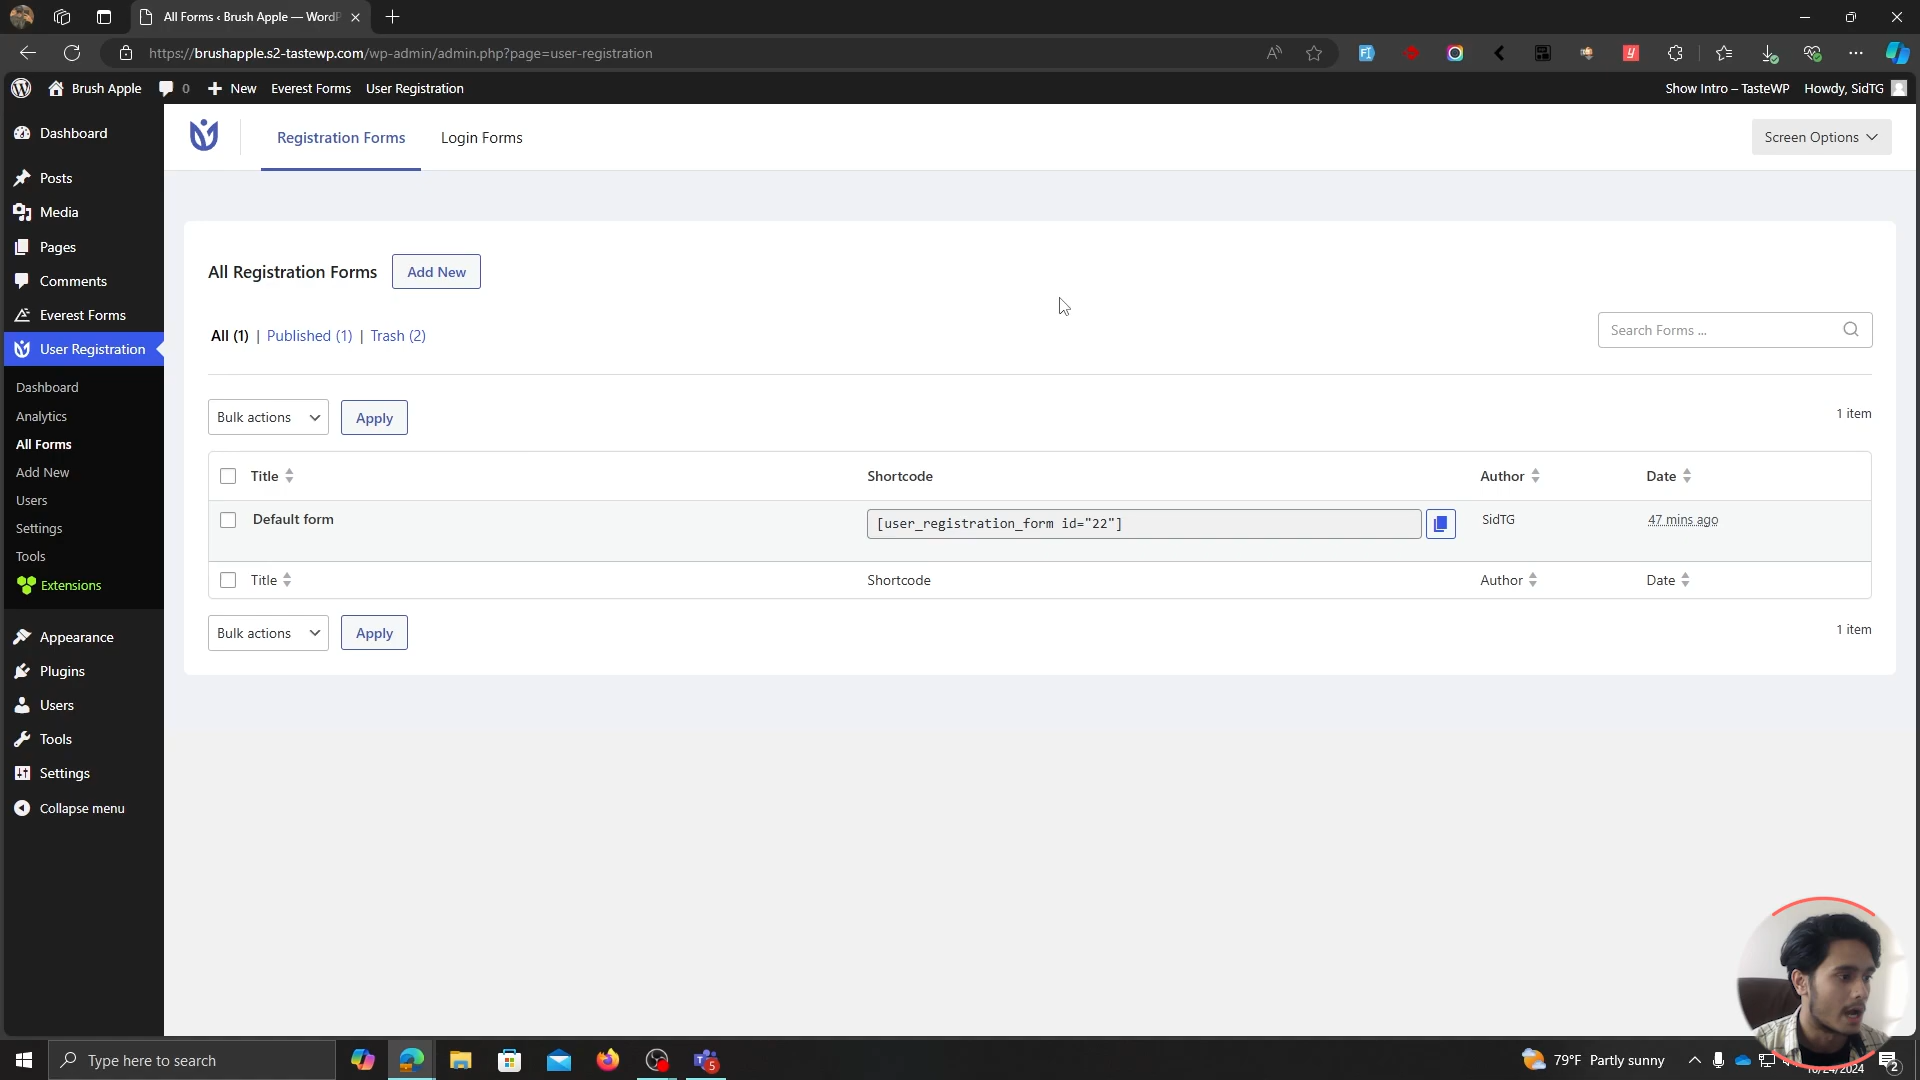 All Forms ‹ Brush Apple — WordP
https://brushapple.s2-tastewp.com/wp-admin/admin.php?page=user-registration
Brush Apple 0 New Everest Forms User Registration Show Intro – TasteWP Howdy, SidTG
Dashboard
Posts
Media
Pages
Comments
Everest Forms
User Registration
Dashboard
Analytics
All Forms
Add New
Users
Settings
Tools
Extensions
Appearance
Plugins
Users
Tools
Settings
Collapse menu
Registration Forms Login Forms Screen Options
All Registration Forms Add New
All (1) | Published (1) | Trash (2) Search Forms ...
Bulk actions Apply 1 item
Title Shortcode Author Date
Default form [user_registration_form id="22"] SidTG 47 mins ago
Title Shortcode Author Date
Bulk actions Apply 1 item
Type here to search 5 79°F Partly sunny 2